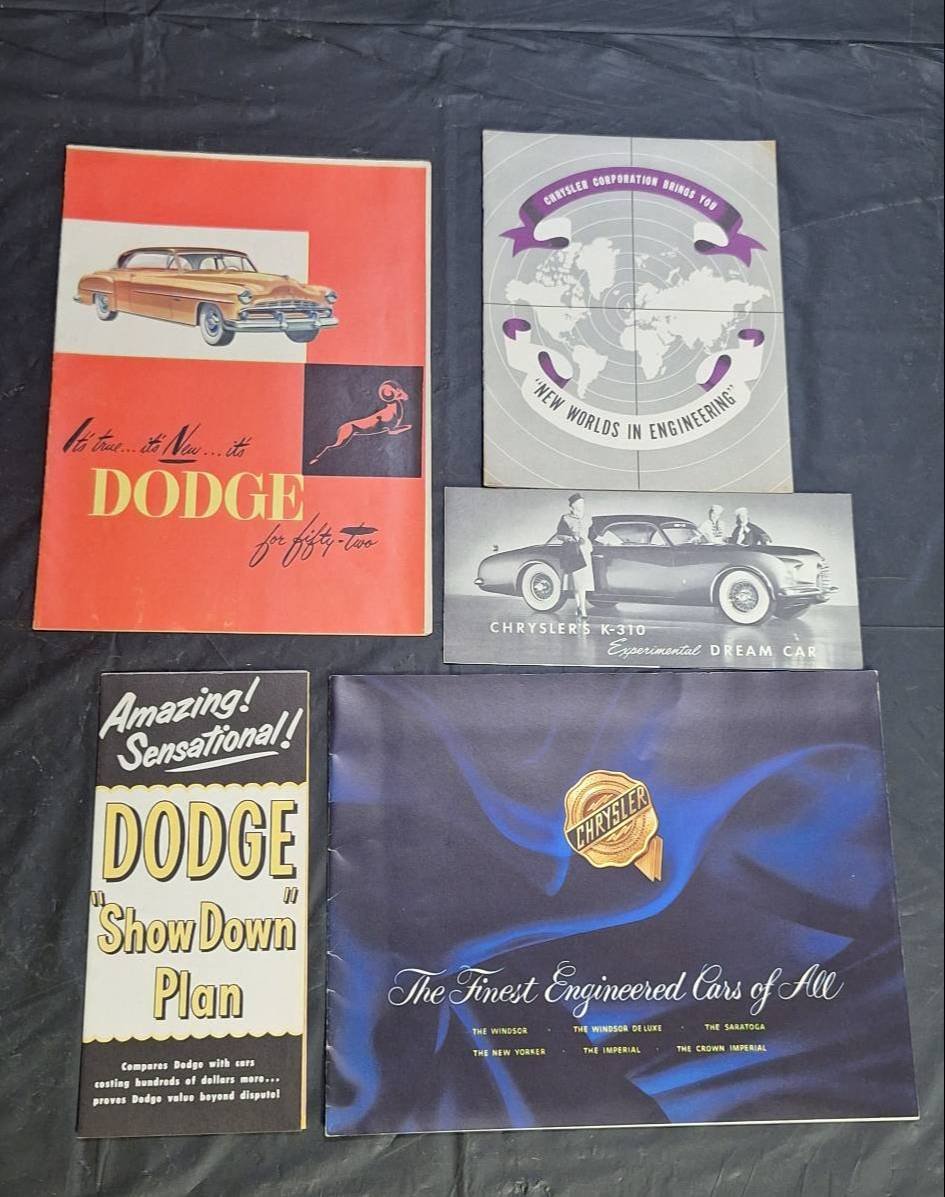 It's true... it's New... it's
DODGE
for fifty-two
CHRYSLER CORPORATION BRINGS YOU
"NEW WORLDS IN ENGINEERING"
CHRYSLER'S K-310
Experimental DREAM CAR
Amazing!
Sensational!
DODGE
"Show Down"
Plan
Compares Dodge with cars
costing hundreds of dollars more...
proves Dodge value beyond dispute!
CHRYSLER
The Finest Engineered Cars of All
THE WINDSOR · THE WINDSOR DE LUXE · THE SARATOGA
THE NEW YORKER · THE IMPERIAL · THE CROWN IMPERIAL